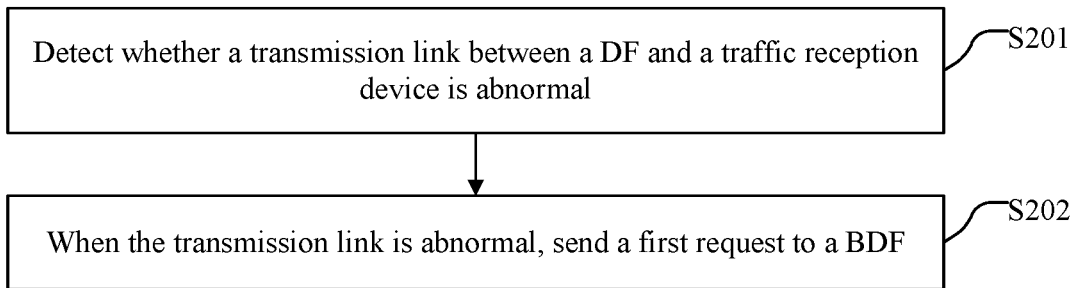 Detect whether a transmission link between a DF and a traffic reception
device is abnormal
S201
When the transmission link is abnormal, send a first request to a BDF
S202